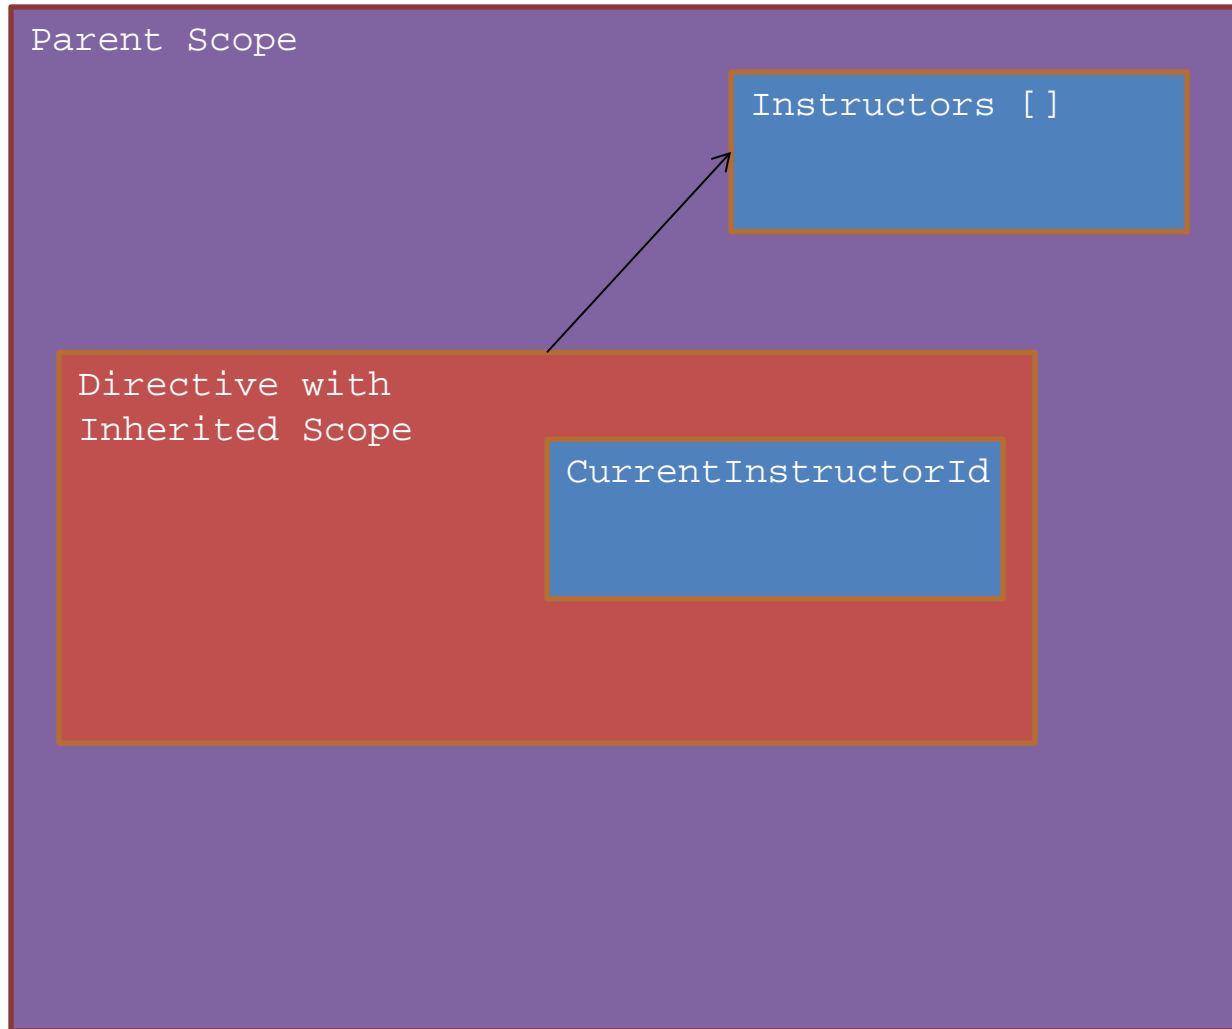 Parent Scope
Instructors []
Directive with
Inherited Scope
CurrentInstructorId